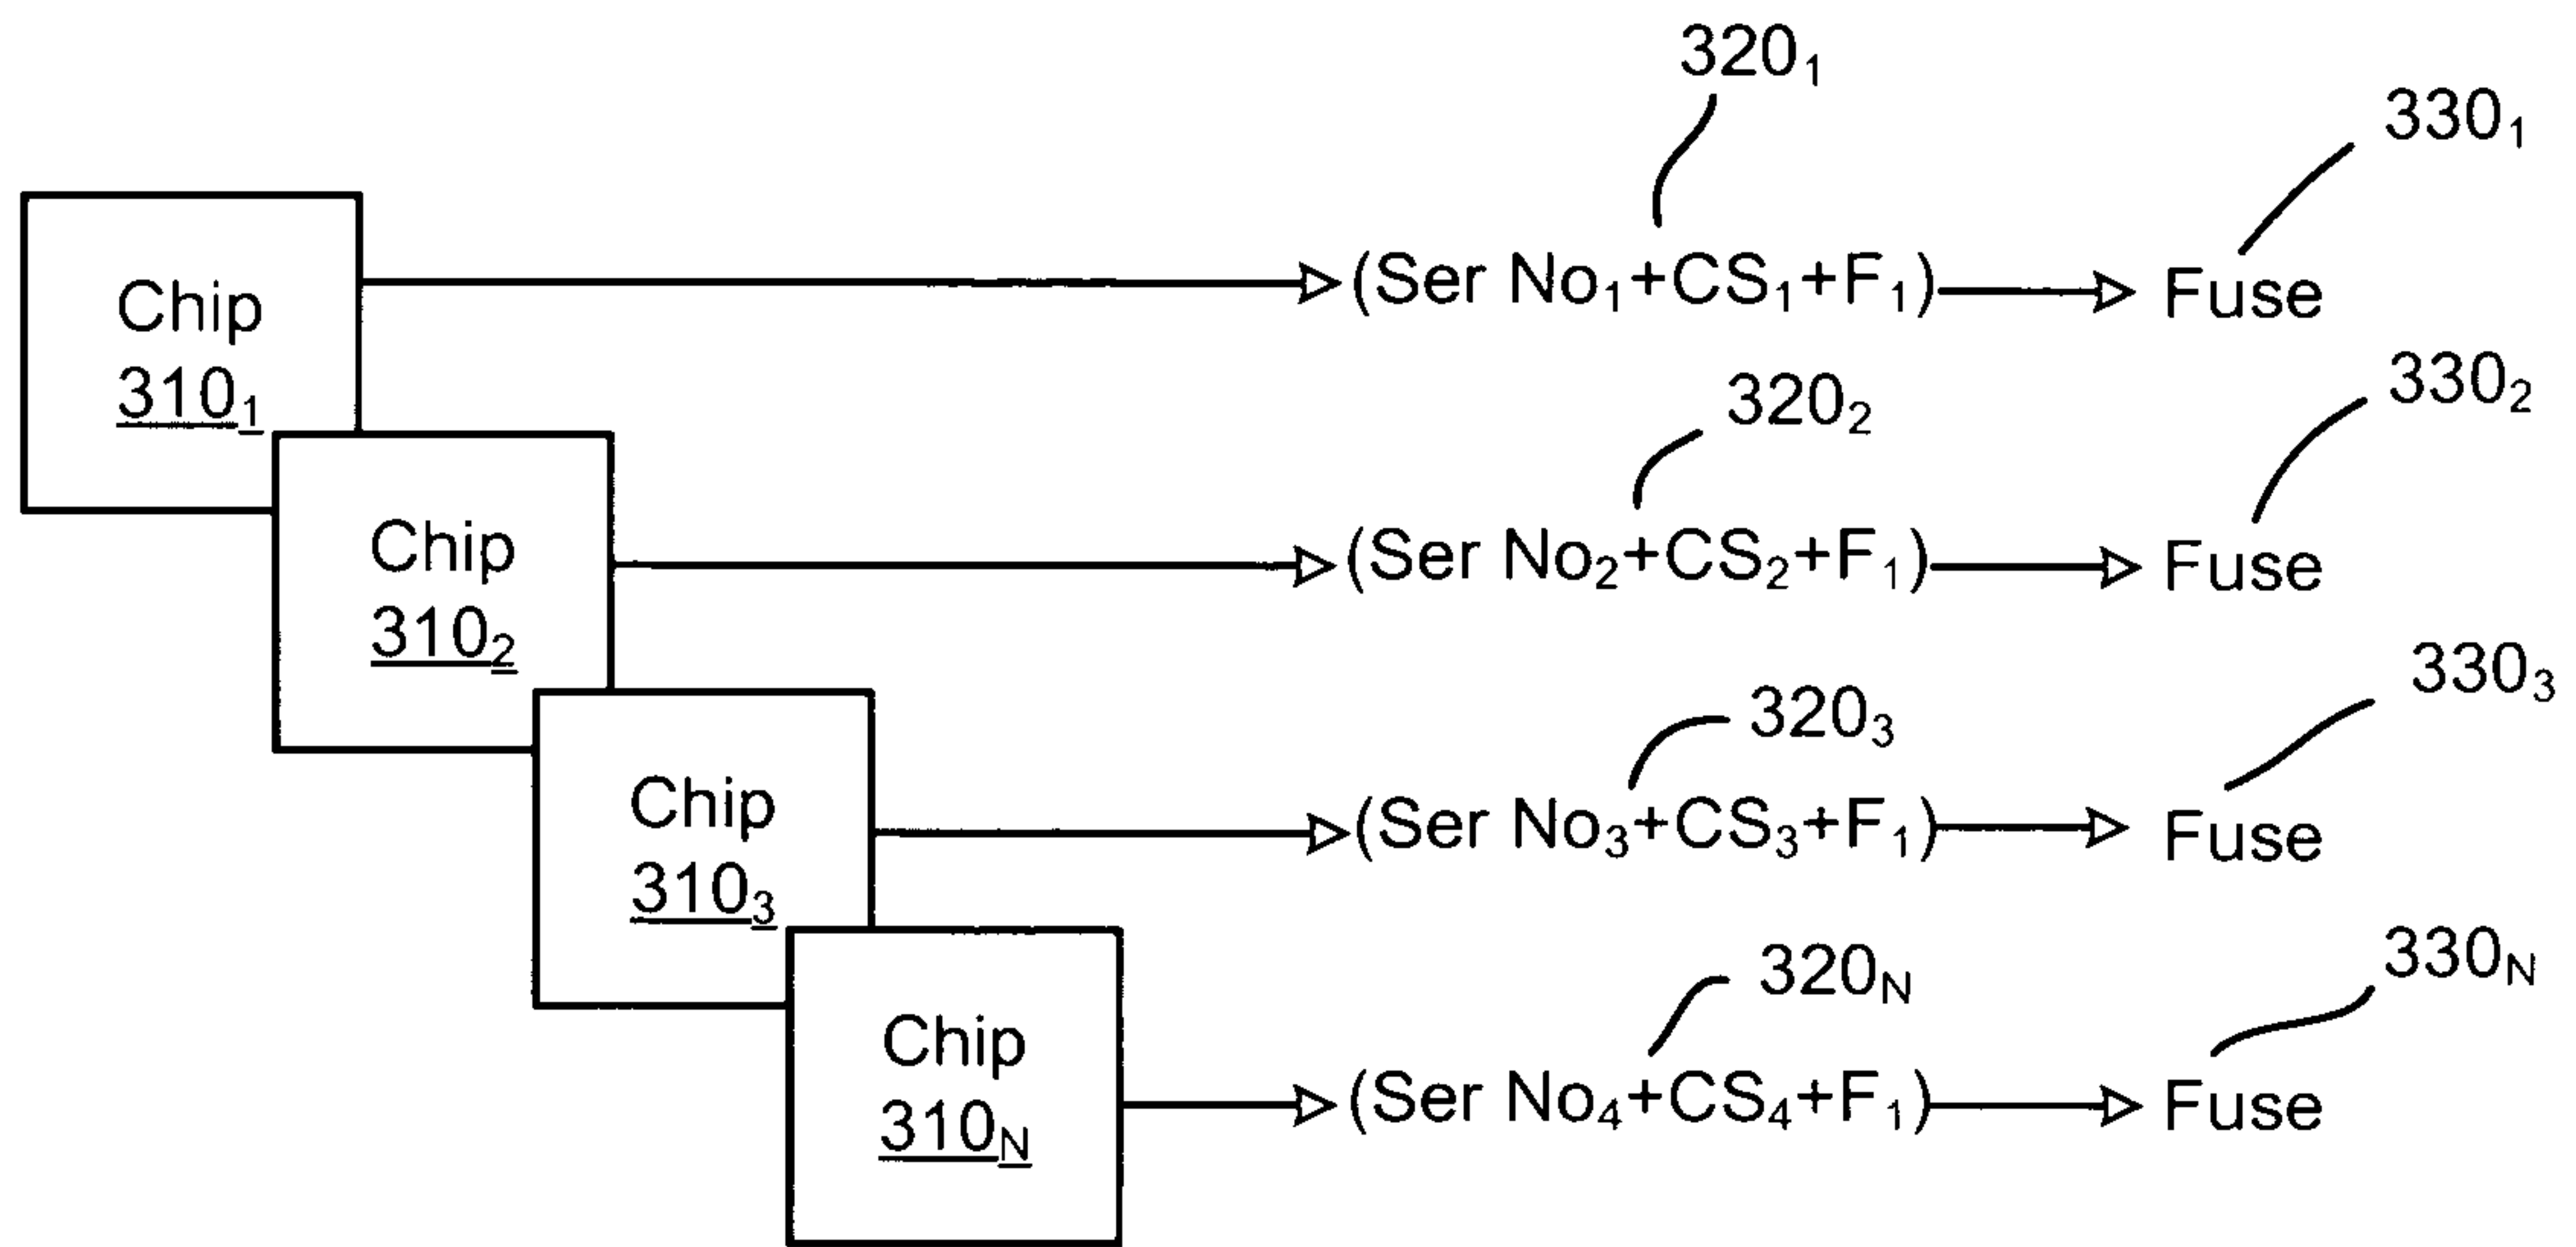 320₁
330₁
Chip
310₁
(Ser No₁+CS₁+F₁)
Fuse
320₂
330₂
Chip
310₂
(Ser No₂+CS₂+F₁)
Fuse
320₃
330₃
Chip
310₃
(Ser No₃+CS₃+F₁)
Fuse
320N
330N
Chip
310N
(Ser No₄+CS₄+F₁)
Fuse